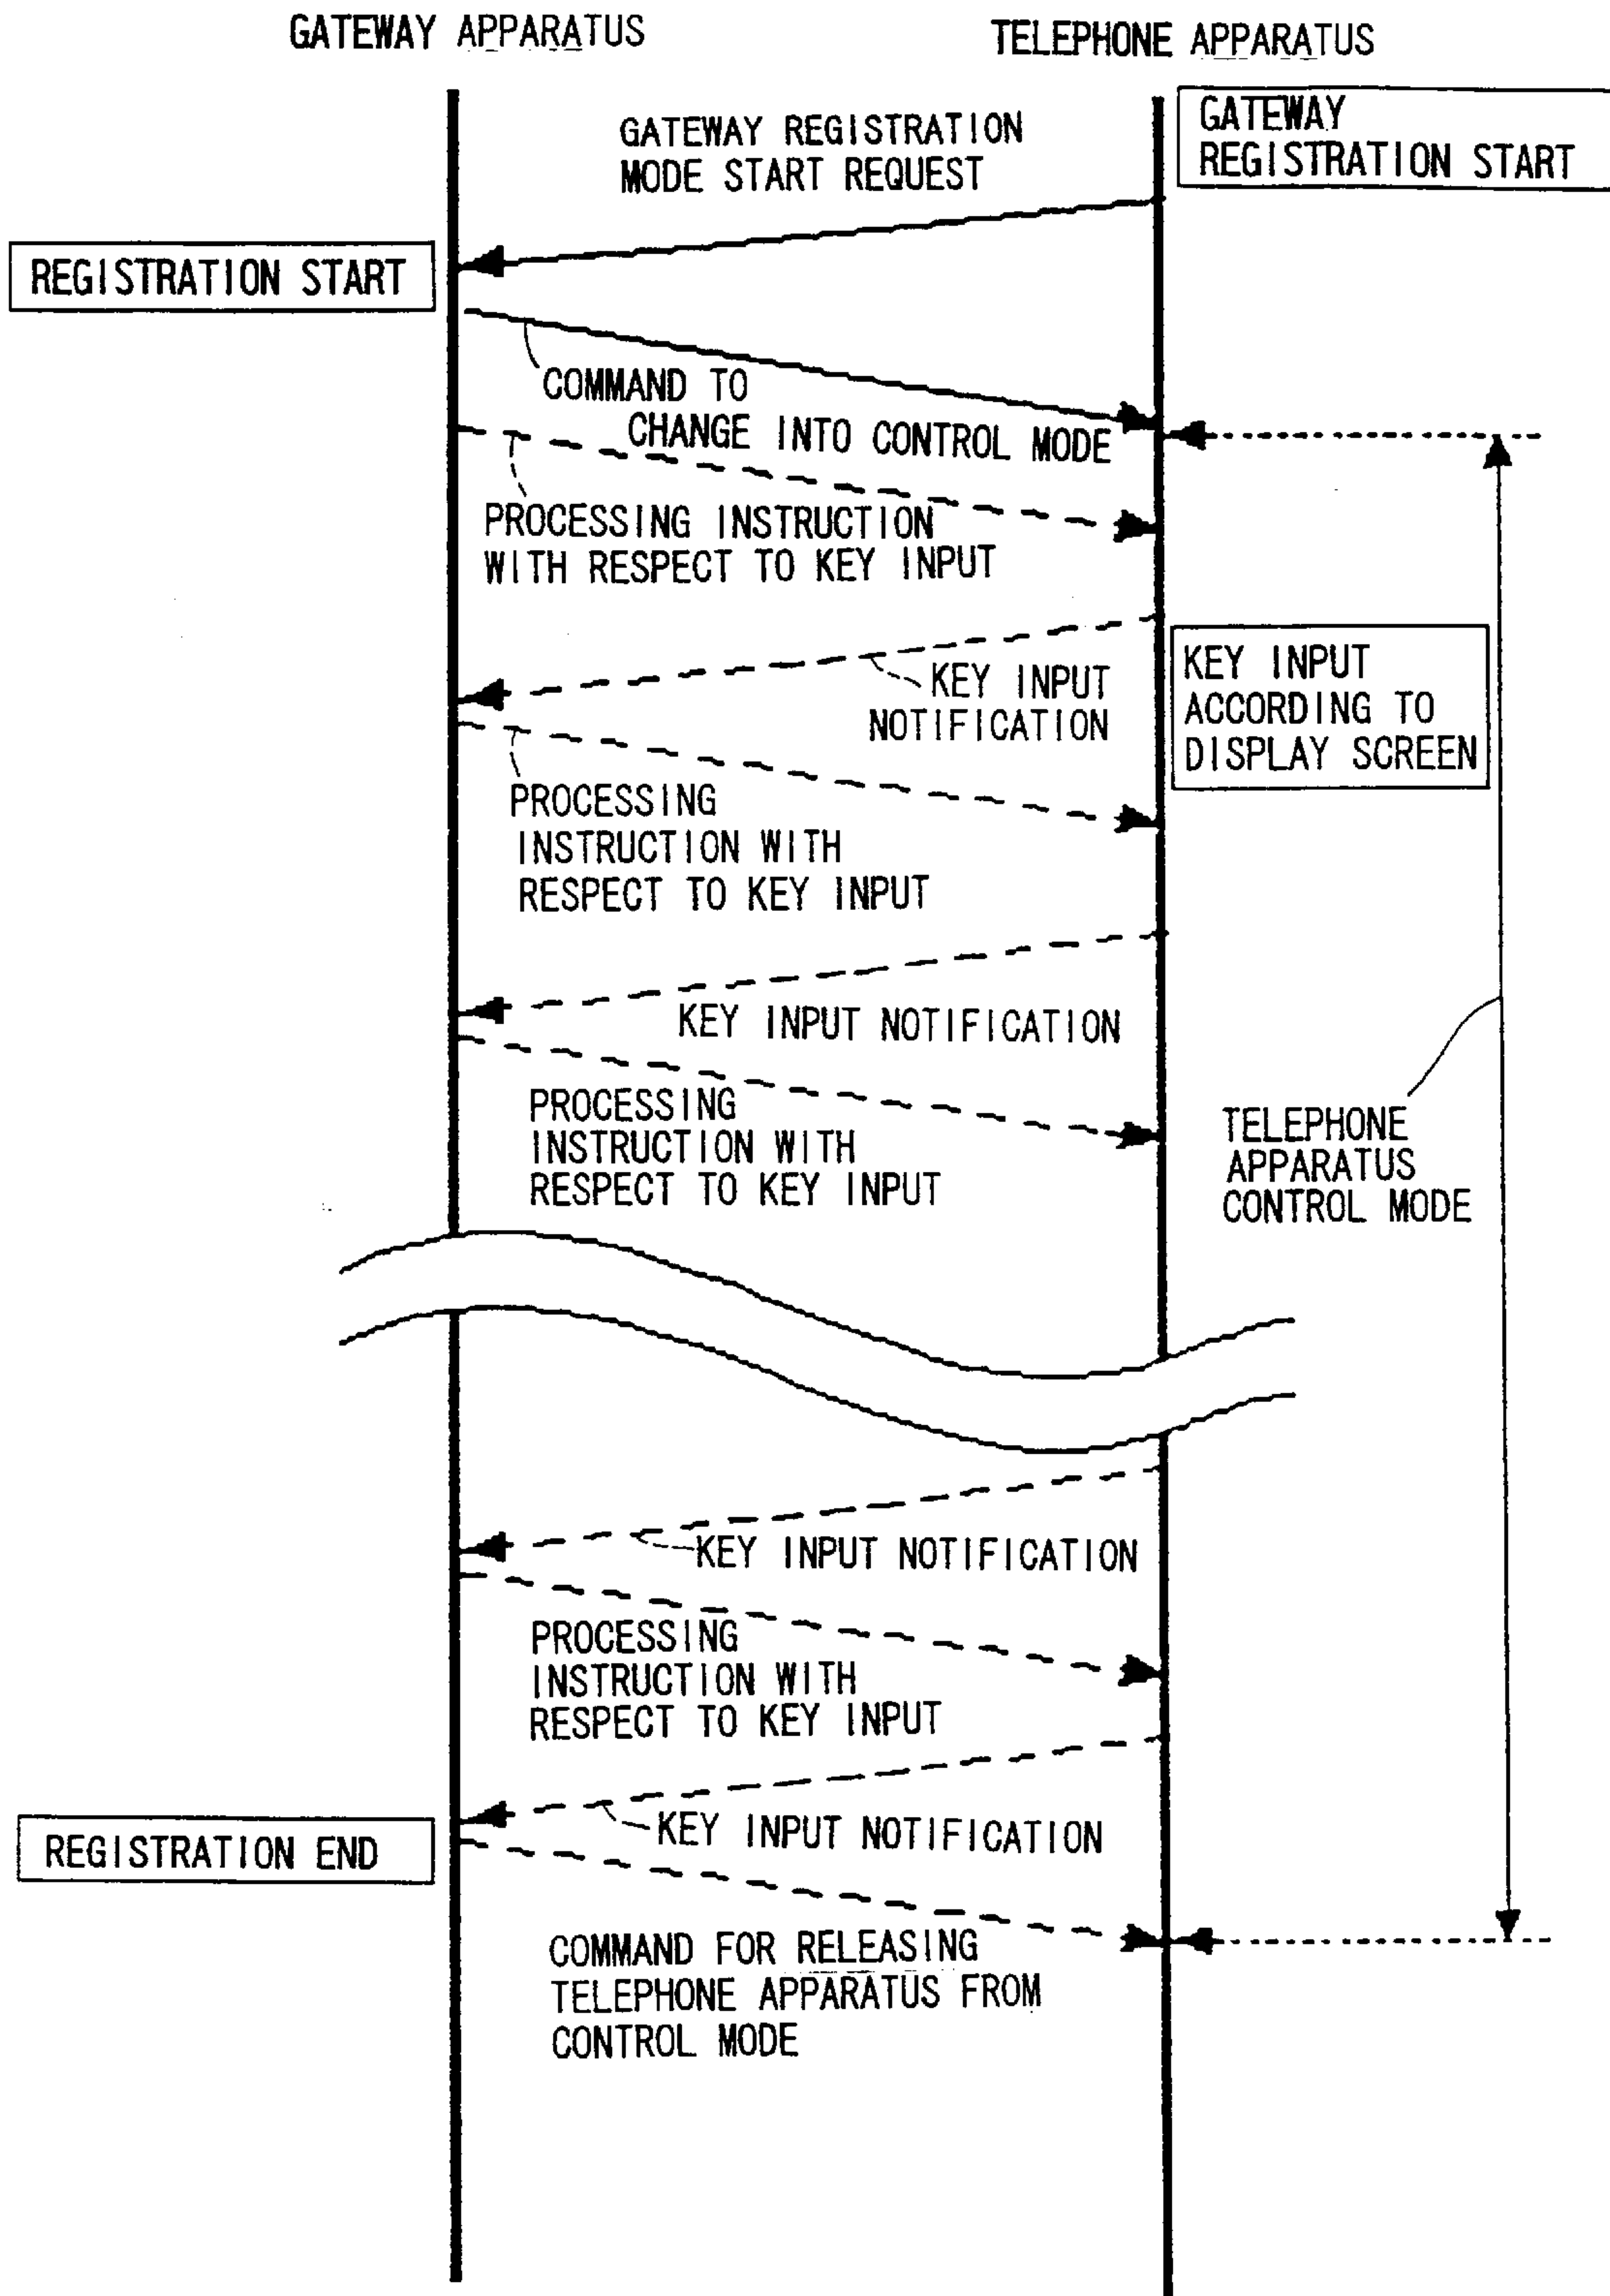 GATEWAY APPARATUS
TELEPHONE APPARATUS
GATEWAY REGISTRATION
MODE START REQUEST
GATEWAY
REGISTRATION START
REGISTRATION START
COMMAND TO
CHANGE INTO CONTROL MODE
PROCESSING INSTRUCTION
WITH RESPECT TO KEY INPUT
KEY INPUT
NOTIFICATION
KEY INPUT
ACCORDING TO
DISPLAY SCREEN
PROCESSING
INSTRUCTION WITH
RESPECT TO KEY INPUT
KEY INPUT NOTIFICATION
PROCESSING
INSTRUCTION WITH
RESPECT TO KEY INPUT
TELEPHONE
APPARATUS
CONTROL MODE
KEY INPUT NOTIFICATION
PROCESSING
INSTRUCTION WITH
RESPECT TO KEY INPUT
KEY INPUT NOTIFICATION
REGISTRATION END
COMMAND FOR RELEASING
TELEPHONE APPARATUS FROM
CONTROL MODE